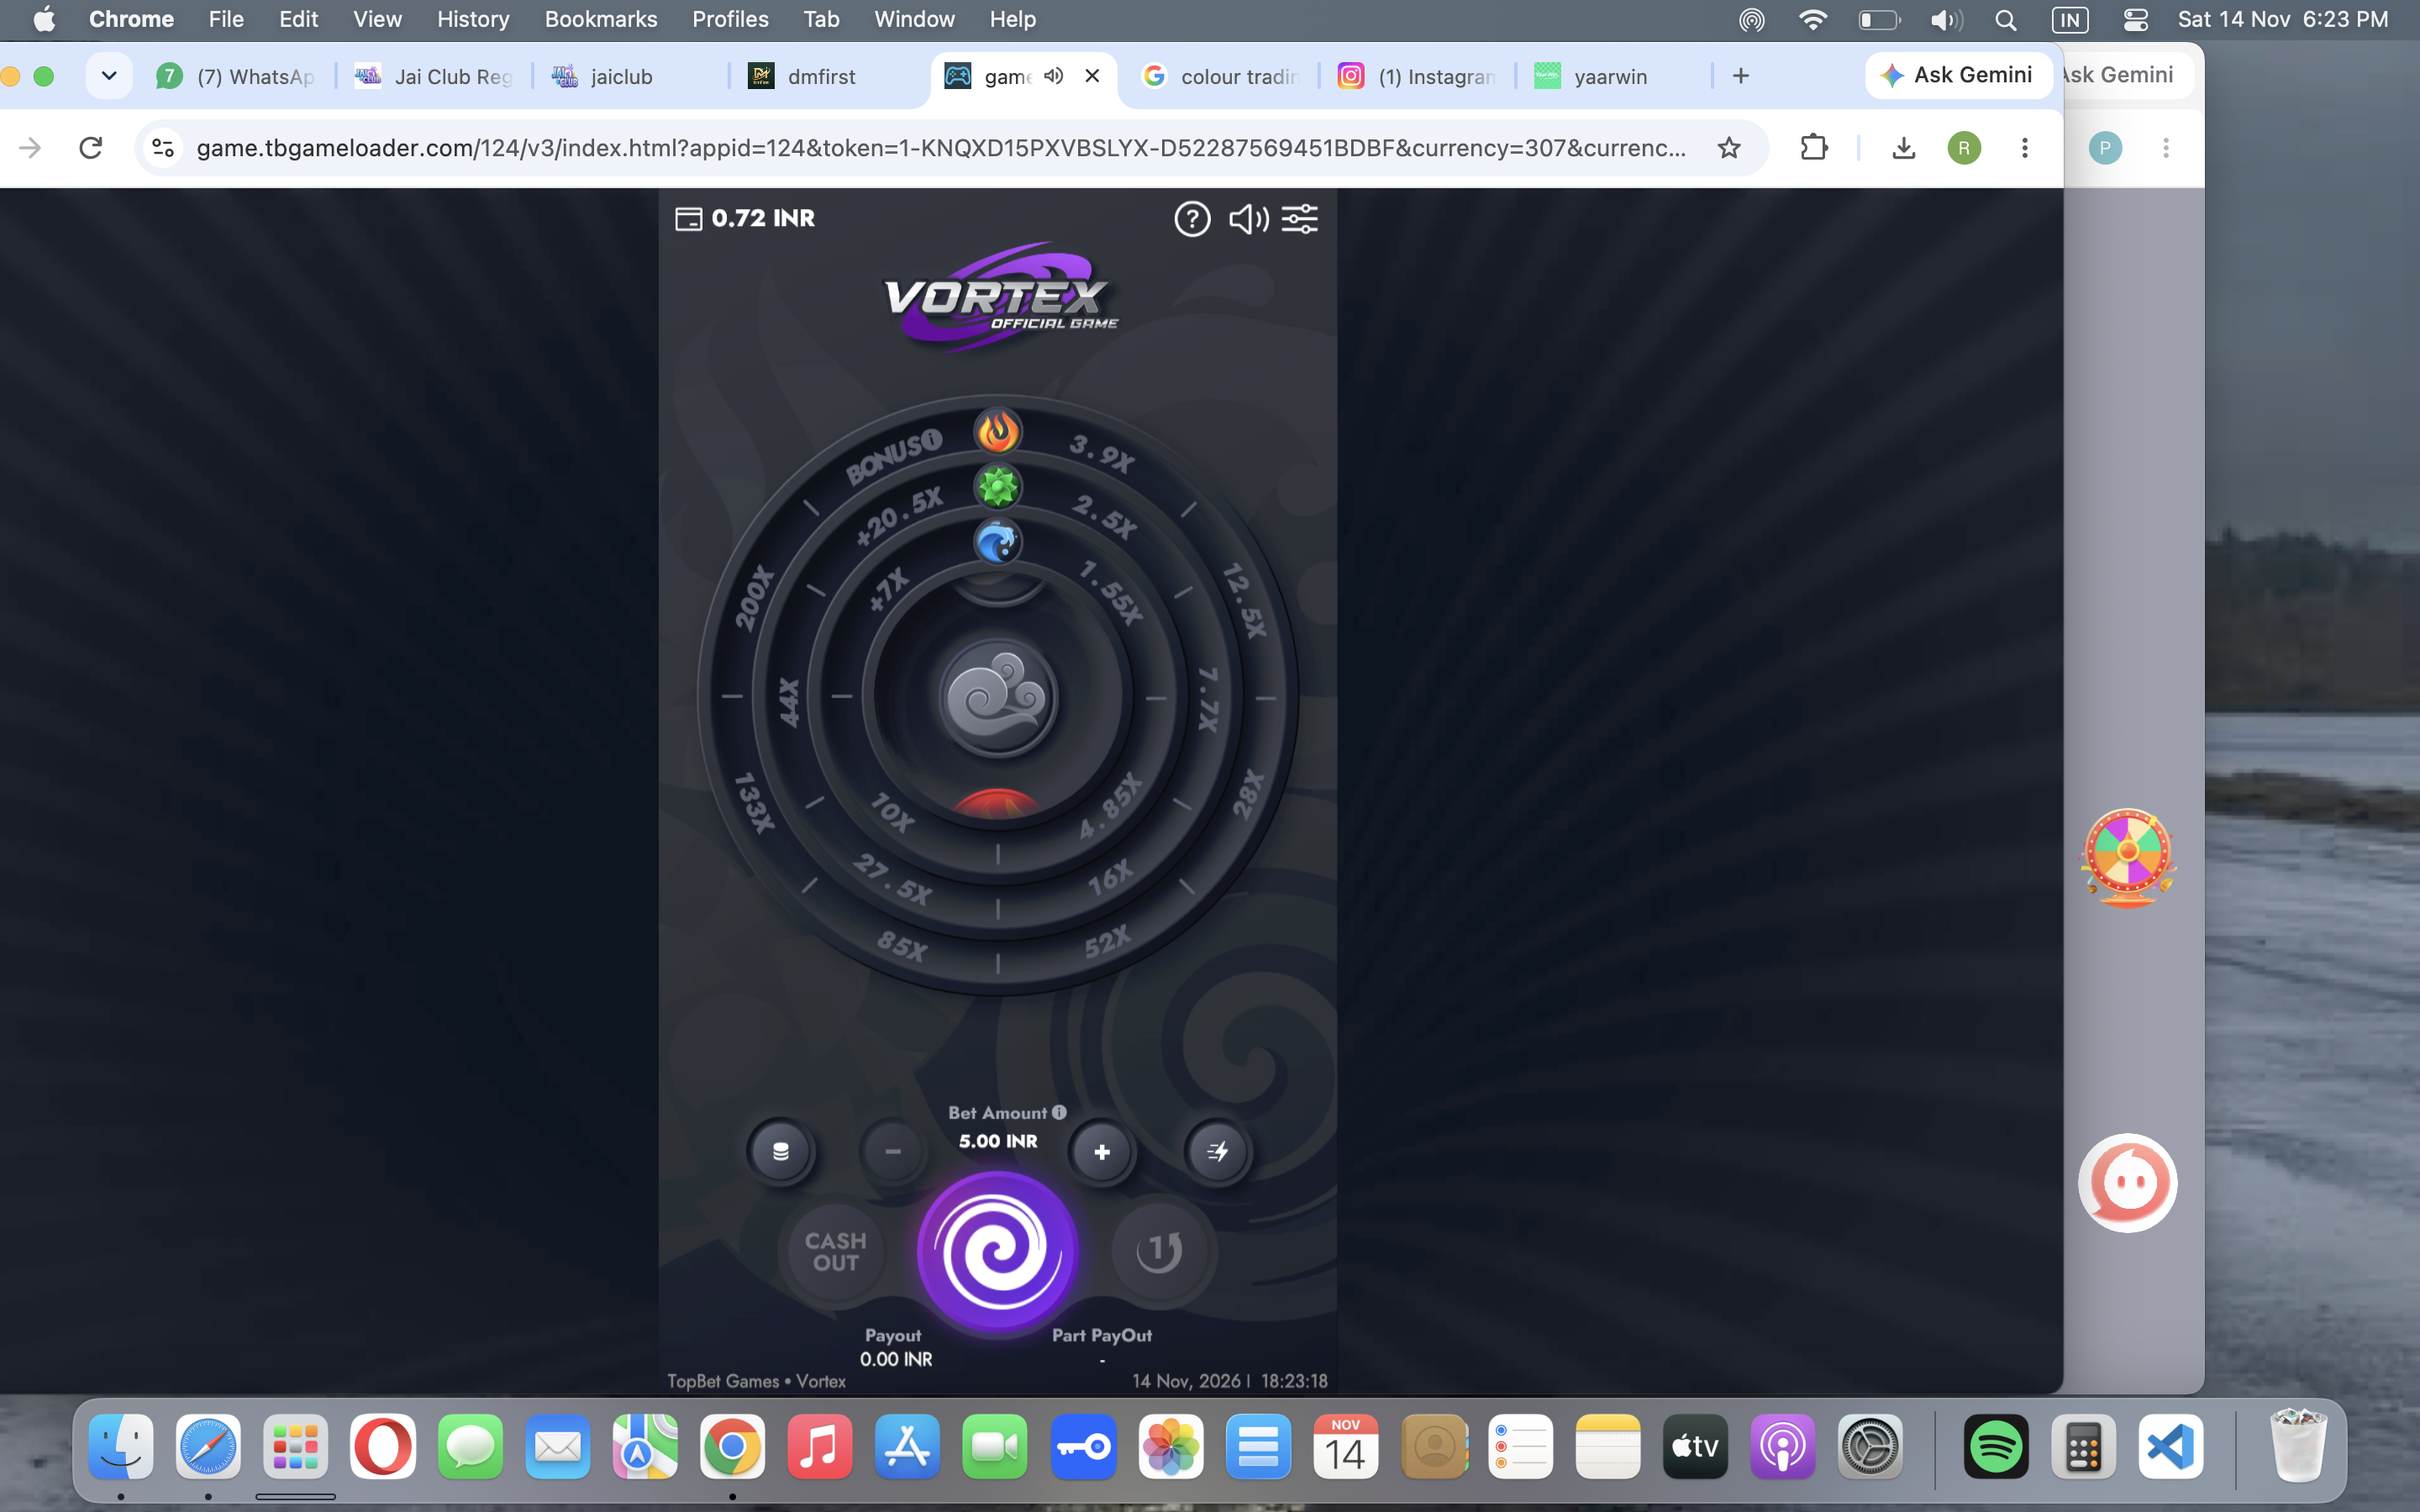 Chrome File Edit View History Bookmarks Profiles Tab Window Help IN Sat 14 Nov 6:23 PM
7 (7) WhatsAp Jai Club Reg jaiclub dmfirst game colour tradin (1) Instagram yaarwin Ask Gemini Ask Gemini
game.tbgameloader.com/124/v3/index.html?appid=124&token=1-KNQXD15PXVBSLYX-D52287569451BDBF&currency=307&currenc... R P
0.72 INR ?
VORTEX
OFFICIAL GAME
BONUS 3.9X
+20.5X 2.5X
+7X 1.55X
200X 12.5X
44X 7.7X
133X 10X 4.85X 28X
27.5X 16X
85X 52X
Bet Amount
5.00 INR
CASH
OUT
1
Payout Part PayOut
0.00 INR -
TopBet Games • Vortex 14 Nov, 2026 | 18:23:18
NOV
14
tv